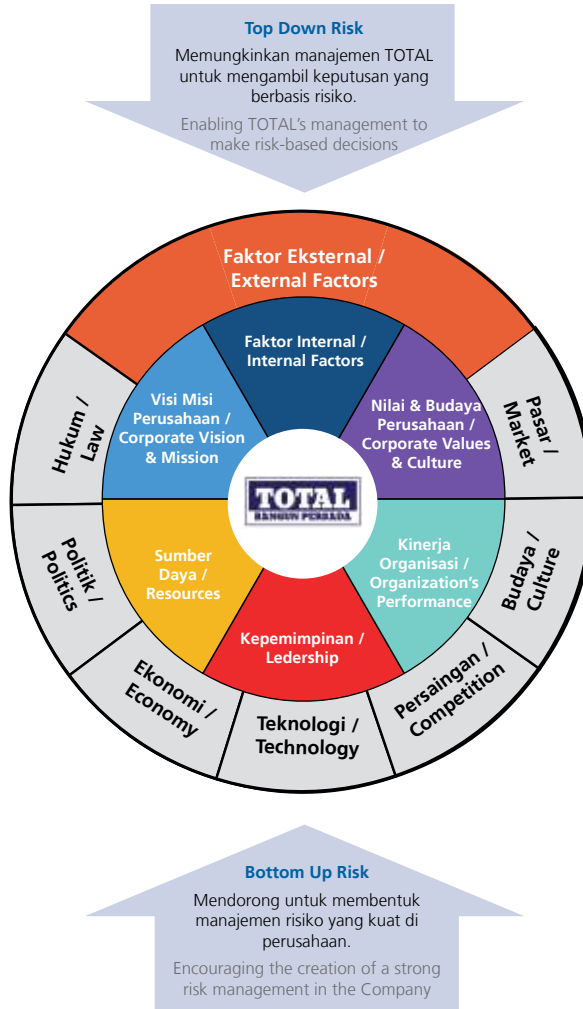 Top Down Risk
Memungkinkan manajemen TOTAL
untuk mengambil keputusan yang
berbasis risiko.
Enabling TOTAL's management to
make risk-based decisions
Faktor Eksternal /
External Factors
Faktor Internal /
Internal Factors
Visi Misi
Perusahaan /
Corporate Vision
& Mission
Nilai & Budaya
Perusahaan /
Corporate Values
& Culture
Hukum /
Law
Pasar /
Market
TOTAL
BANGUN PERSADA
Sumber
Daya /
Resources
Kinerja
Organisasi /
Organization's
Performance
Politik /
Politics
Budaya /
Culture
Kepemimpinan /
Ledership
Ekonomi /
Economy
Teknologi /
Technology
Persaingan /
Competition
Bottom Up Risk
Mendorong untuk membentuk
manajemen risiko yang kuat di
perusahaan.
Encouraging the creation of a strong
risk management in the Company